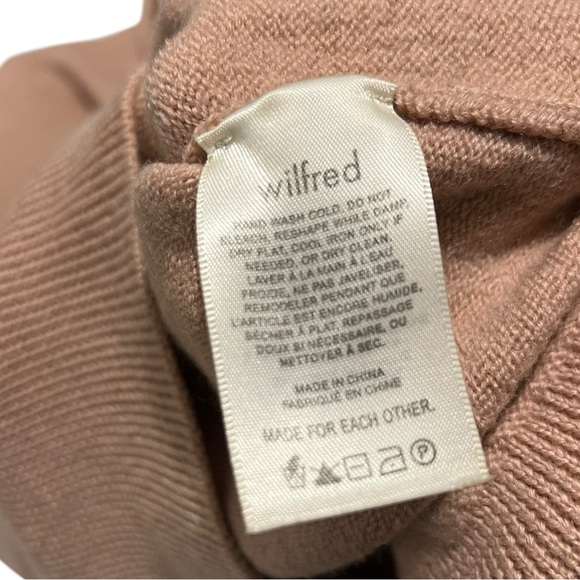 wilfred
HAND WASH COLD, DO NOT
BLEACH, RESHAPE WHILE DAMP,
DRY FLAT, COOL IRON ONLY IF
NEEDED, OR DRY CLEAN.
LAVER À LA MAIN À L'EAU
FROIDE, NE PAS JAVELISER,
REMODELER PENDANT QUE
L'ARTICLE EST ENCORE HUMIDE,
SÉCHER À PLAT, REPASSAGE
DOUX SI NÉCESSAIRE, OU
NETTOYER À SEC.
MADE IN CHINA
FABRIQUÉ EN CHINE
MADE FOR EACH OTHER.
P